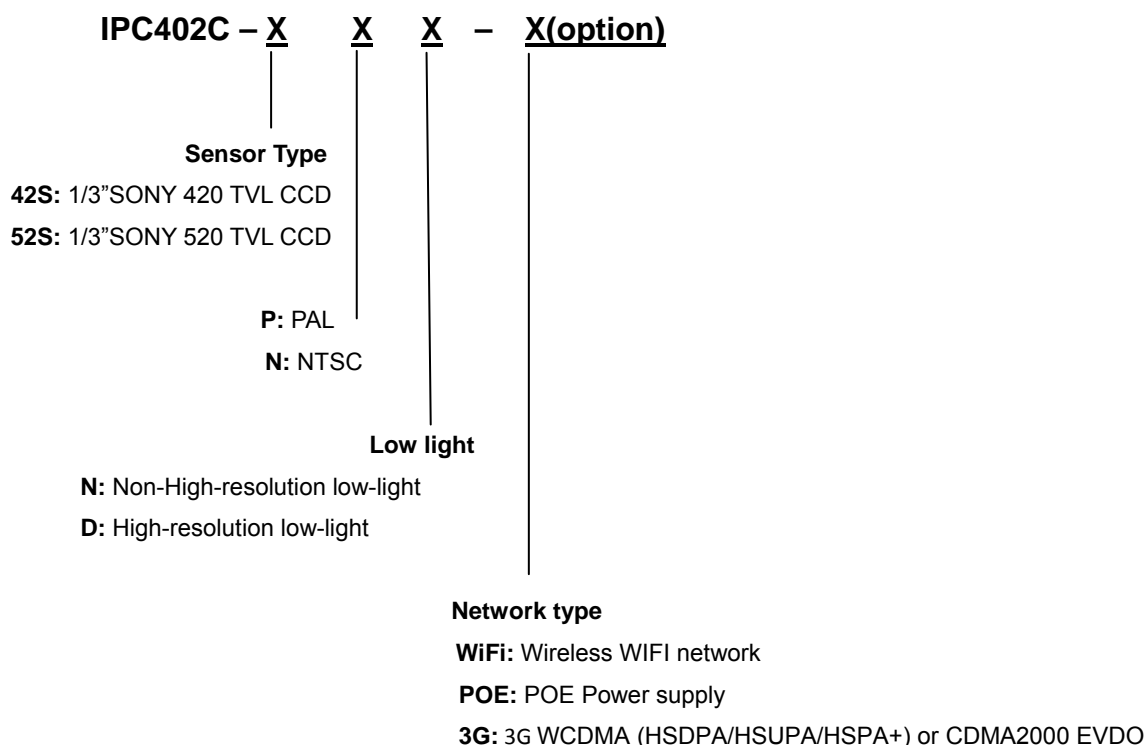 IPC402C – X X X – X(option)
Sensor Type
42S: 1/3”SONY 420 TVL CCD
52S: 1/3”SONY 520 TVL CCD
P: PAL
N: NTSC
Low light
N: Non-High-resolution low-light
D: High-resolution low-light
Network type
WiFi: Wireless WIFI network
POE: POE Power supply
3G: 3G WCDMA (HSDPA/HSUPA/HSPA+) or CDMA2000 EVDO